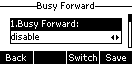 Busy Forward
1.Busy Forward:
disable
Back Switch Save